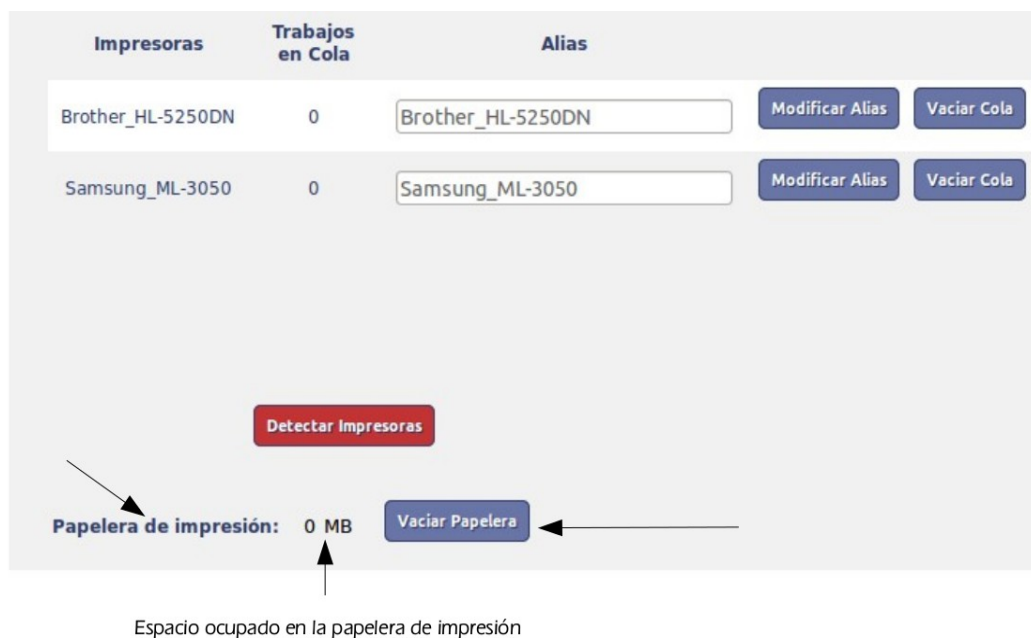 Impresoras Trabajos en Cola Alias
Brother_HL-5250DN 0 Brother_HL-5250DN Modificar Alias Vaciar Cola
Samsung_ML-3050 0 Samsung_ML-3050 Modificar Alias Vaciar Cola
Detectar Impresoras
Papelera de impresión: 0 MB Vaciar Papelera
Espacio ocupado en la papelera de impresión